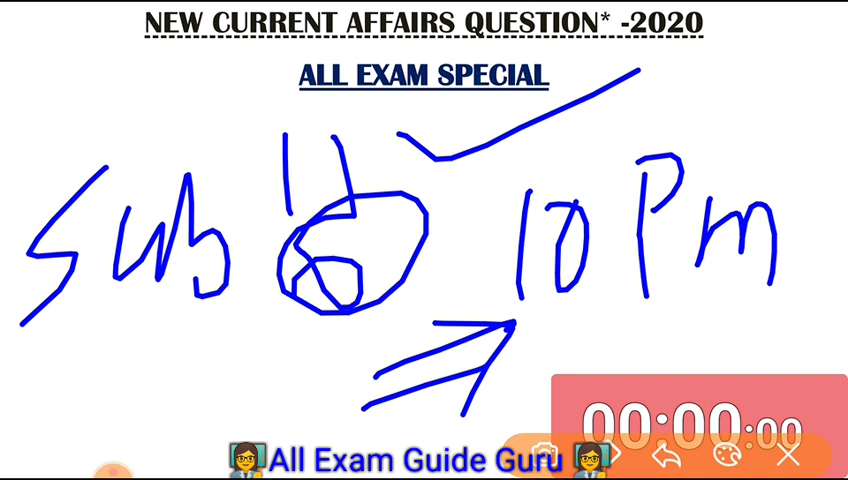 NEW CURRENT AFFAIRS QUESTION* -2020
ALL EXAM SPECIAL
Sub
10 Pm
00:00:00
All Exam Guide Guru